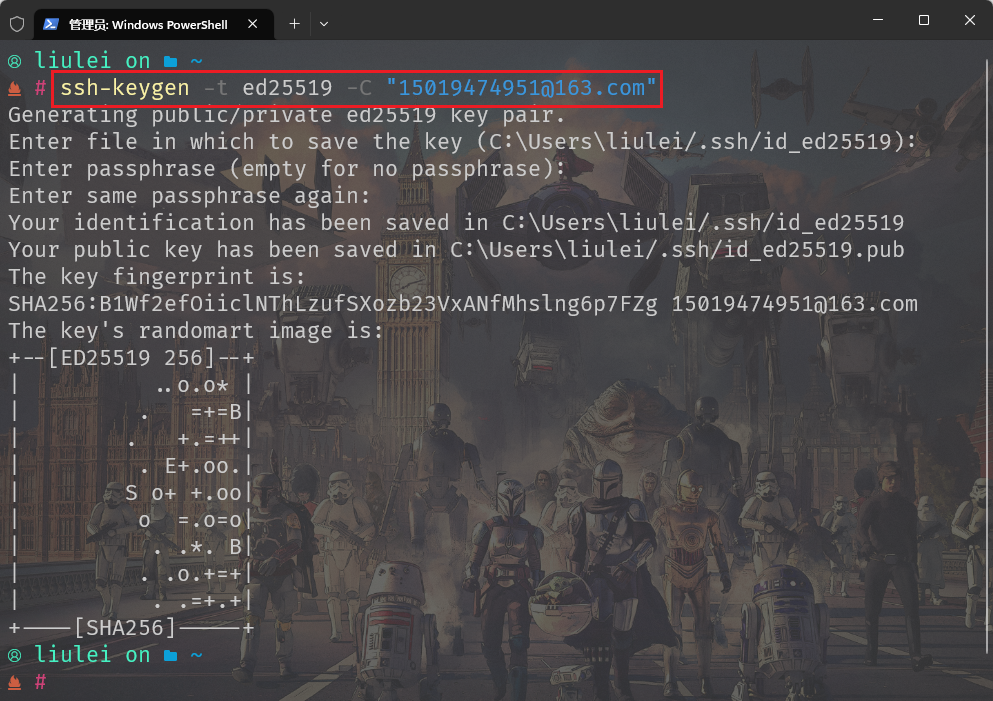 管理员: Windows PowerShell
liulei on ~
# ssh-keygen -t ed25519 -C "15019474951@163.com"
Generating public/private ed25519 key pair.
Enter file in which to save the key (C:\Users\liulei/.ssh/id_ed25519):
Enter passphrase (empty for no passphrase):
Enter same passphrase again:
Your identification has been saved in C:\Users\liulei/.ssh/id_ed25519
Your public key has been saved in C:\Users\liulei/.ssh/id_ed25519.pub
The key fingerprint is:
SHA256:B1Wf2efOiiclNThLzufSXozb23VxANfMhslng6p7FZg 15019474951@163.com
The key's randomart image is:
+--[ED25519 256]--+
|           ..o.o* |
|          .   =+=B|
|         .   +.=++|
|          . E+.oo.|
|         S o+ +.oo|
|          o  =.o=o|
|           . .*. B|
|          . .o.+=+|
|           . .=+.+|
+----[SHA256]-----+
liulei on ~
#